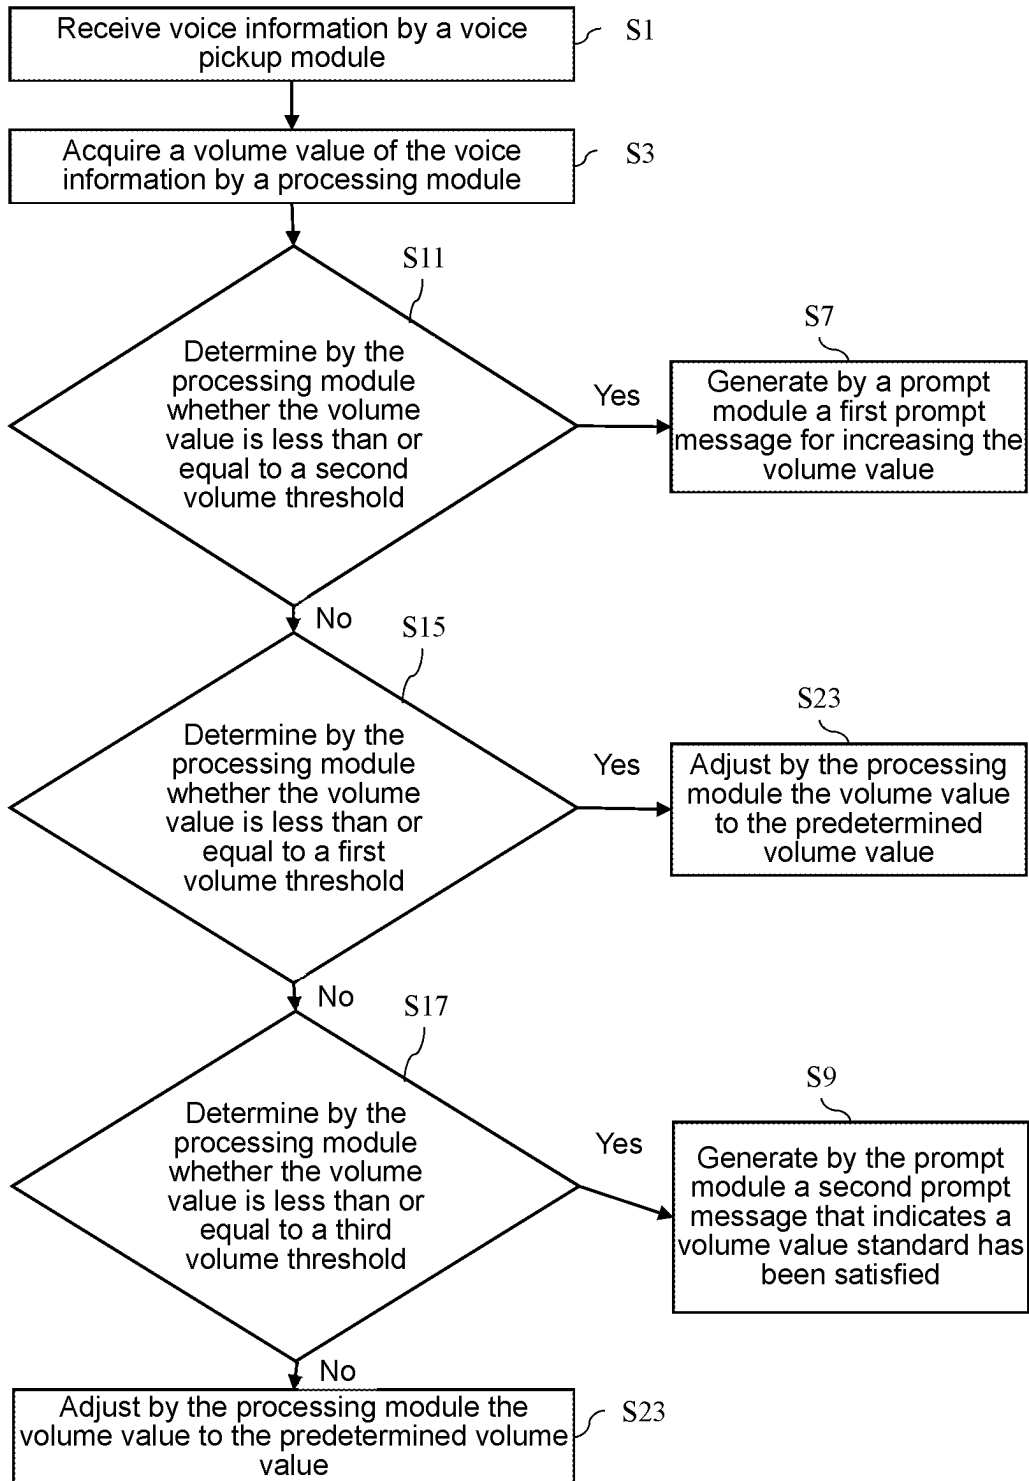 Receive voice information by a voice
pickup module
S1
Acquire a volume value of the voice
information by a processing module
S3
S11
Determine by the
processing module
whether the volume
value is less than or
equal to a second
volume threshold
Yes
S7
Generate by a prompt
module a first prompt
message for increasing the
volume value
No
S15
Determine by the
processing module
whether the volume
value is less than or
equal to a first
volume threshold
Yes
S23
Adjust by the processing
module the volume value
to the predetermined
volume value
No
S17
Determine by the
processing module
whether the volume
value is less than or
equal to a third
volume threshold
Yes
S9
Generate by the prompt
module a second prompt
message that indicates a
volume value standard has
been satisfied
No
Adjust by the processing module the
volume value to the predetermined volume
value
S23